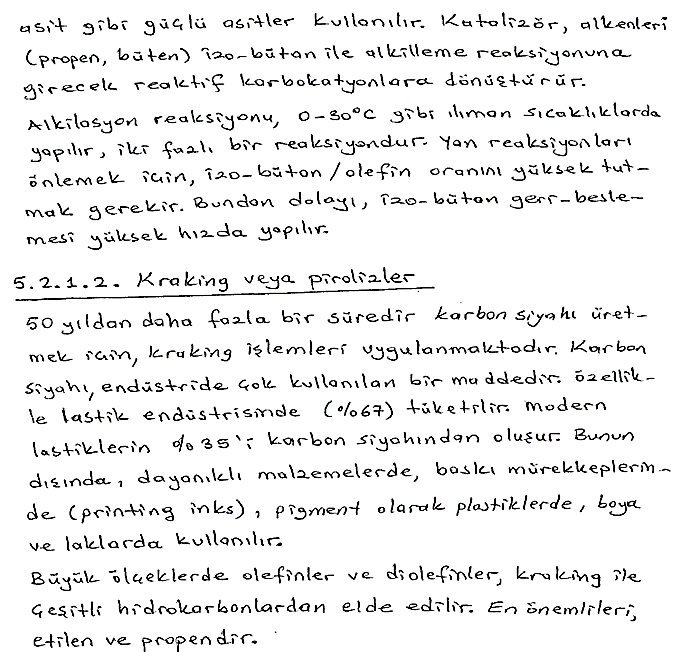 asit gibi güçlü asitler kullanılır. Katalizör, alkenleri
(propen, büten) izo-bütan ile alkilleme reaksiyonuna
girecek reaktif karbokatyonlara dönüştürür.
Alkilasyon reaksiyonu, 0-30°C gibi ılıman sıcaklıklarda
yapılır, iki fazlı bir reaksiyondur. Yan reaksiyonları
önlemek için, izo-bütan/olefin oranını yüksek tut-
mak gerekir. Bundan dolayı, izo-bütan geri-besle-
mesi yüksek hızda yapılır.
5.2.1.2. Kraking veya pirolizler
50 yıldan daha fazla bir süredir karbon siyahı üret-
mek için, kraking işlemleri uygulanmaktadır. Karbon
siyahı, endüstride çok kullanılan bir maddedir. özellik-
le lastik endüstrisinde (%67) tüketilir. modern
lastiklerin %35'i karbon siyahından oluşur. Bunun
dışında, dayanıklı malzemelerde, baskı mürekkeplerin-
de (printing inks), pigment olarak plastiklerde, boya
ve laklarda kullanılır.
Büyük ölçeklerde olefinler ve diolefinler, kraking ile
çeşitli hidrokarbonlardan elde edilir. En önemlileri,
etilen ve propendir.